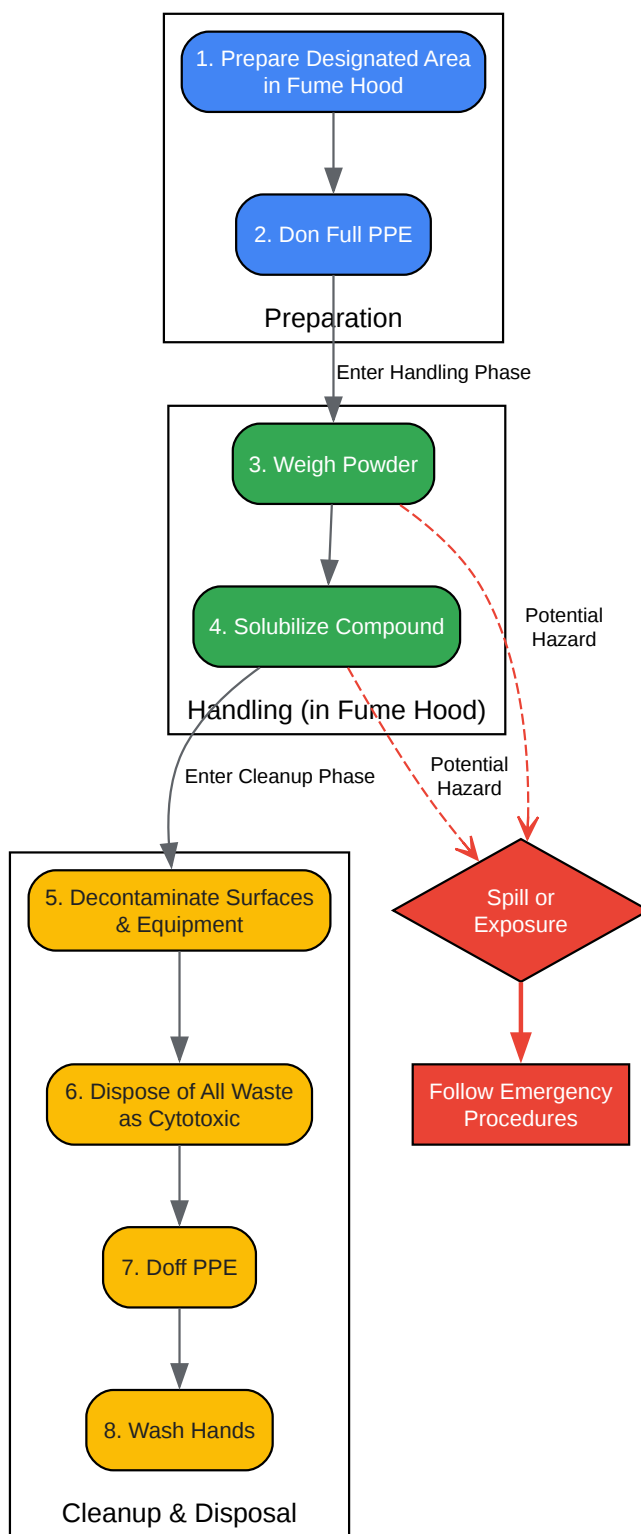 1. Prepare Designated Area
in Fume Hood
2. Don Full PPE
Preparation
Enter Handling Phase
3. Weigh Powder
4. Solubilize Compound
Potential
Hazard
Handling (in Fume Hood)
Enter Cleanup Phase
Potential
Hazard
5. Decontaminate Surfaces
& Equipment
Spill or
Exposure
6. Dispose of All Waste
as Cytotoxic
Follow Emergency
Procedures
7. Doff PPE
8. Wash Hands
Cleanup & Disposal